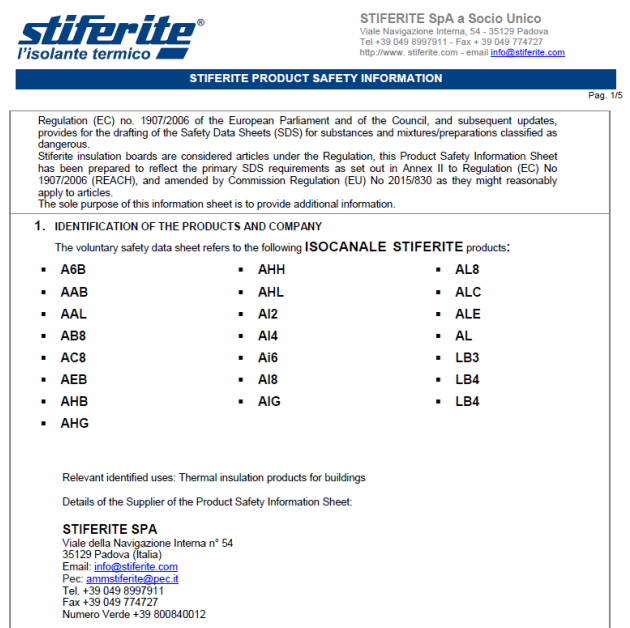 stiferite®
l'isolante termico
STIFERITE SpA a Socio Unico
Viale Navigazione Interna, 54 - 35129 Padova
Tel +39 049 8997911 - Fax + 39 049 774727
http://www. stiferite.com - email info@stiferite.com
STIFERITE PRODUCT SAFETY INFORMATION
Pag. 1/5
Regulation (EC) no. 1907/2006 of the European Parliament and of the Council, and subsequent updates,
provides for the drafting of the Safety Data Sheets (SDS) for substances and mixtures/preparations classified as
dangerous.
Stiferite insulation boards are considered articles under the Regulation, this Product Safety Information Sheet
has been prepared to reflect the primary SDS requirements as set out in Annex II to Regulation (EC) No
1907/2006 (REACH), and amended by Commission Regulation (EU) No 2015/830 as they might reasonably
apply to articles.
The sole purpose of this information sheet is to provide additional information.
1. IDENTIFICATION OF THE PRODUCTS AND COMPANY
The voluntary safety data sheet refers to the following ISOCANALE STIFERITE products:
▪ A6B
▪ AAB
▪ AAL
▪ AB8
▪ AC8
▪ AEB
▪ AHB
▪ AHG
▪ AHH
▪ AHL
▪ AI2
▪ AI4
▪ Ai6
▪ AI8
▪ AIG
▪ AL8
▪ ALC
▪ ALE
▪ AL
▪ LB3
▪ LB4
▪ LB4
Relevant identified uses: Thermal insulation products for buildings
Details of the Supplier of the Product Safety Information Sheet:
STIFERITE SPA
Viale della Navigazione Interna n° 54
35129 Padova (Italia)
Email: info@stiferite.com
Pec: ammstiferite@pec.it
Tel. +39 049 8997911
Fax +39 049 774727
Numero Verde +39 800840012